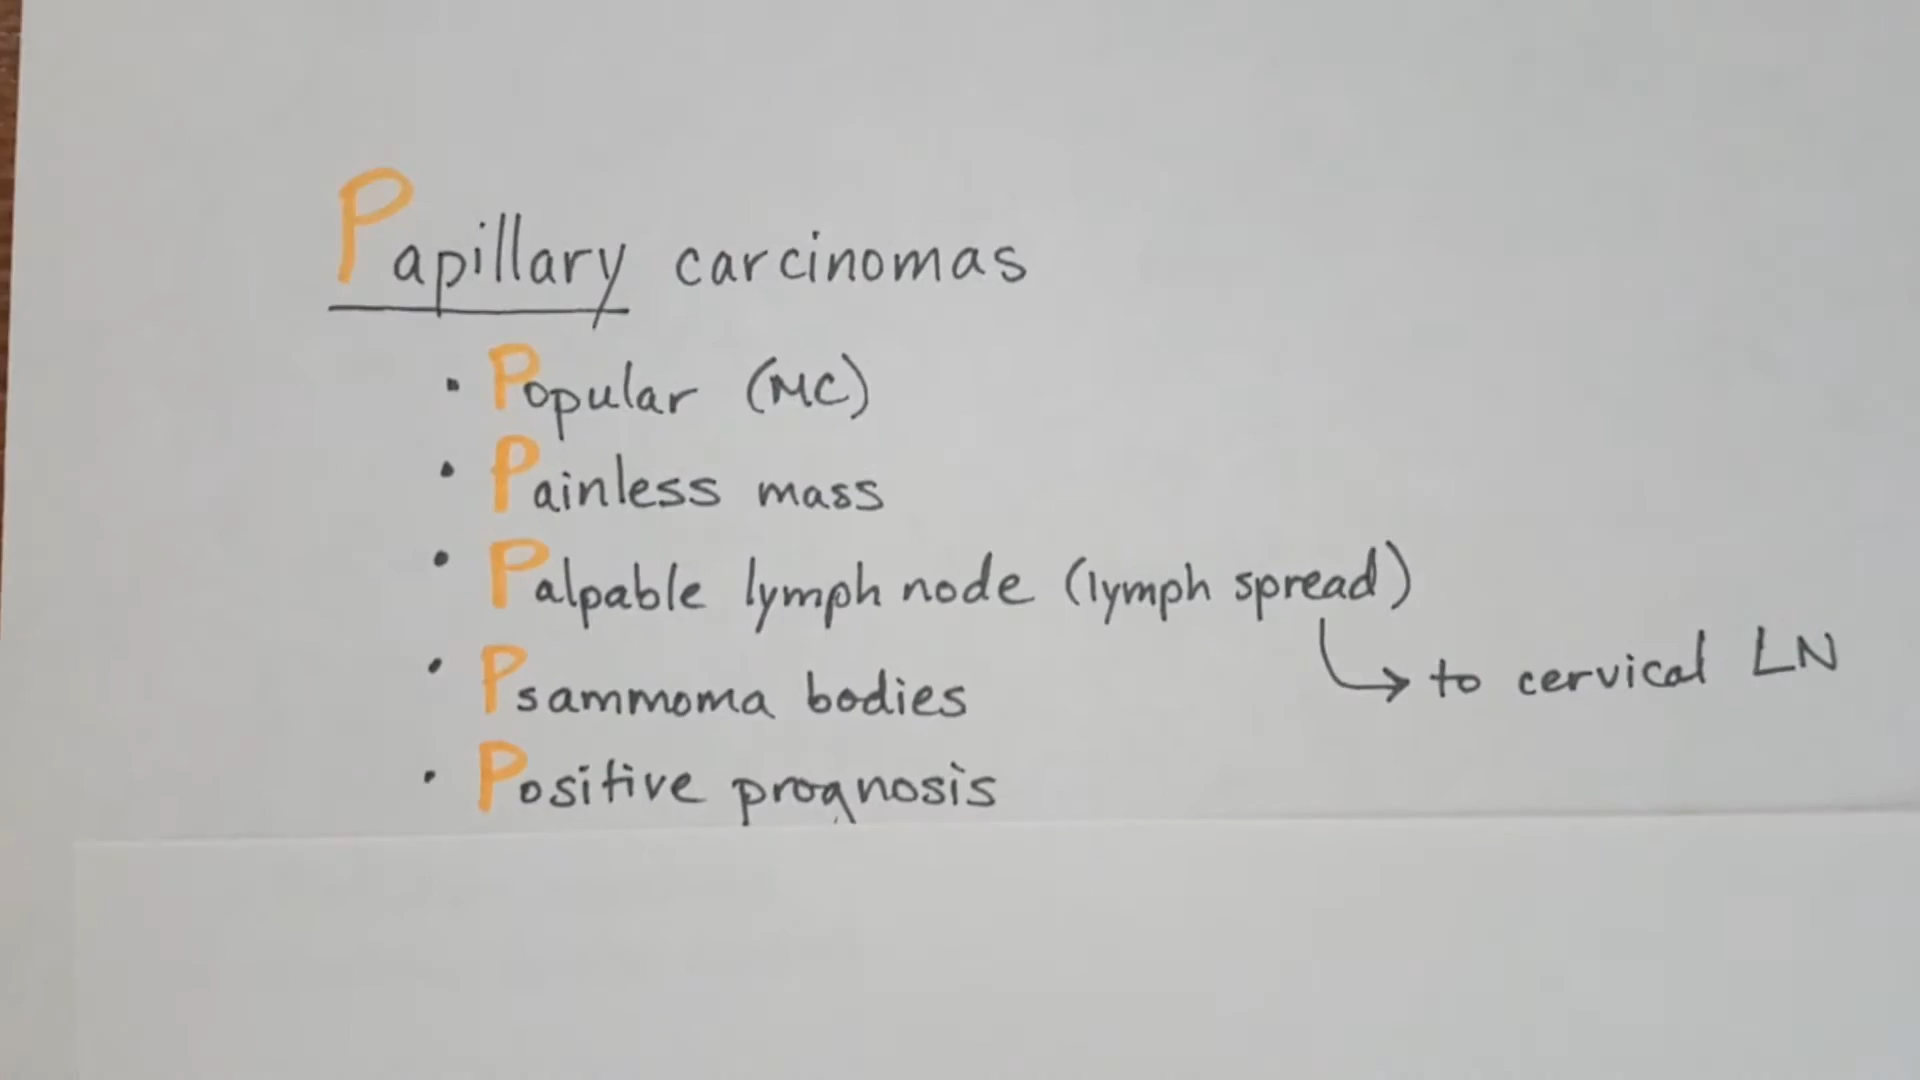 Papillary carcinomas
• Popular (MC)
• Painless mass
• Palpable lymph node (lymph spread)
→ to cervical LN
• Psammoma bodies
• Positive prognosis